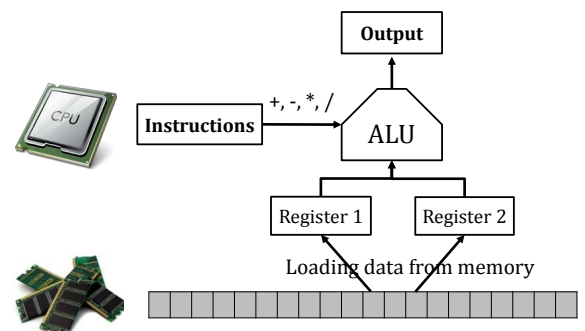 Output
+, -, *, /
CPU
Instructions
ALU
Register 1
Register 2
Loading data from memory